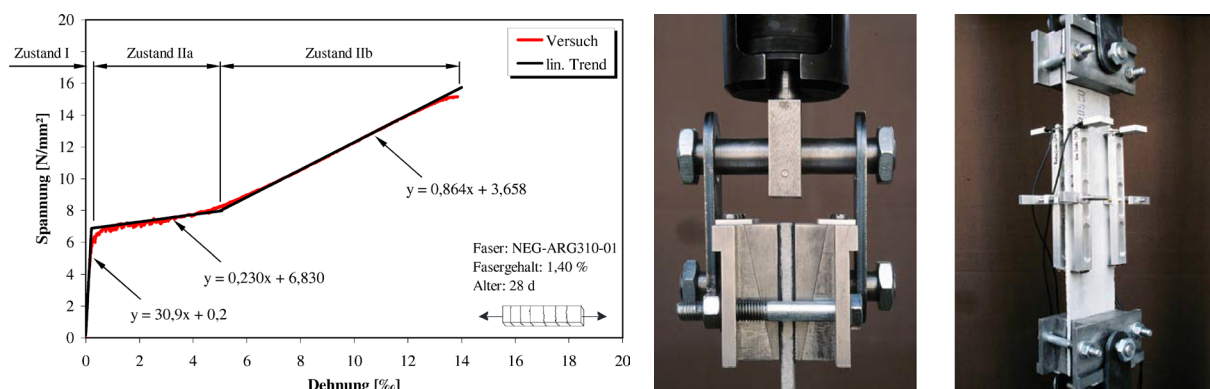 Zustand I
Zustand IIa
Zustand IIb
Versuch
lin. Trend
y = 0,864x + 3,658
y = 0,230x + 6,830
y = 30,9x + 0,2
Faser: NEG-ARG310-01
Fasergehalt: 1,40 %
Alter: 28 d
Spannung [N/mm²]
20
18
16
14
12
10
8
6
4
2
0
0 2 4 6 8 10 12 14 16 18 20
Dehnung [‰]